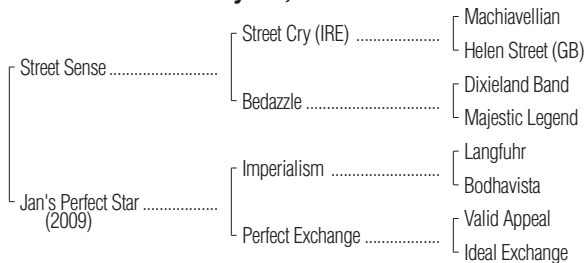 Machiavellian
Street Cry (IRE) ..................
Helen Street (GB)
Street Sense ........................
Dixieland Band
Bedazzle .............................
Majestic Legend
Langfuhr
Imperialism ........................
Bodhavista
Jan's Perfect Star .................
(2009)
Valid Appeal
Perfect Exchange ................
Ideal Exchange